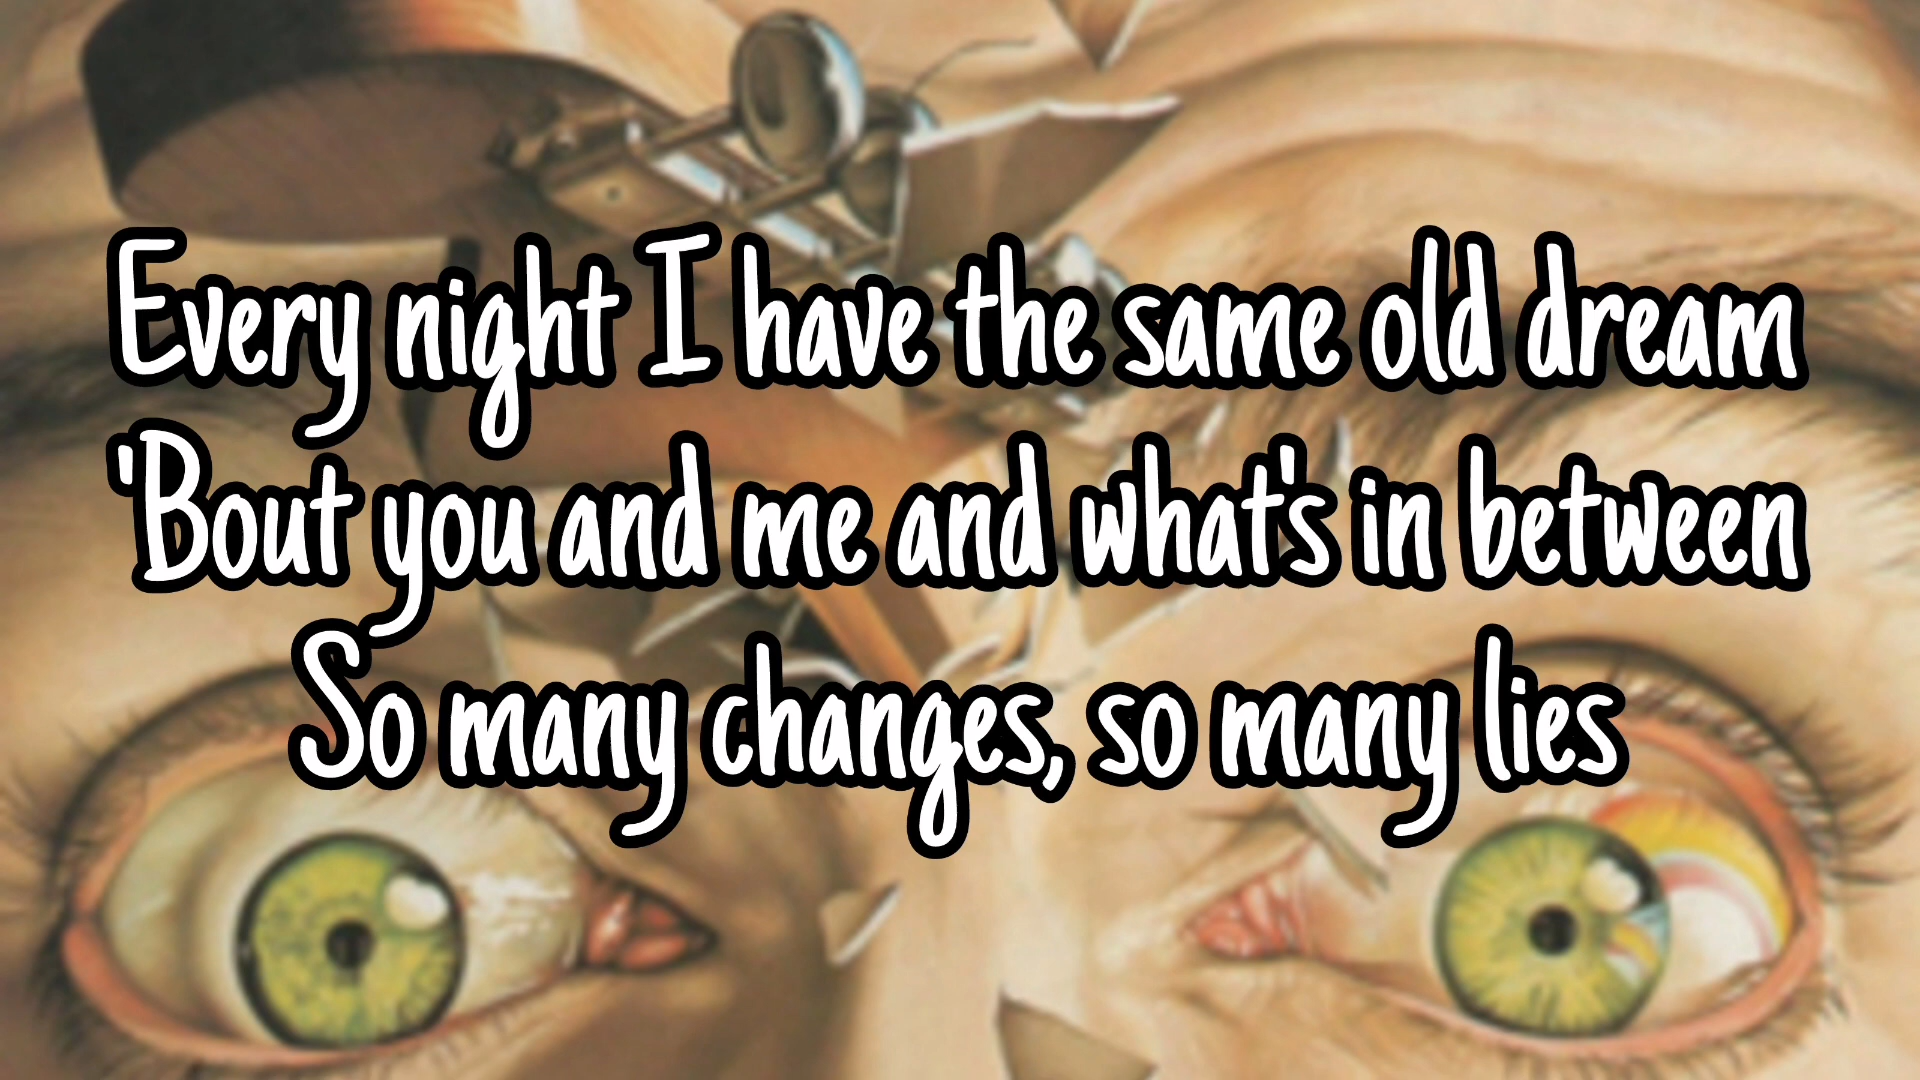 Every night I have the same old dream
'Bout you and me and what's in between
So many changes, so many lies